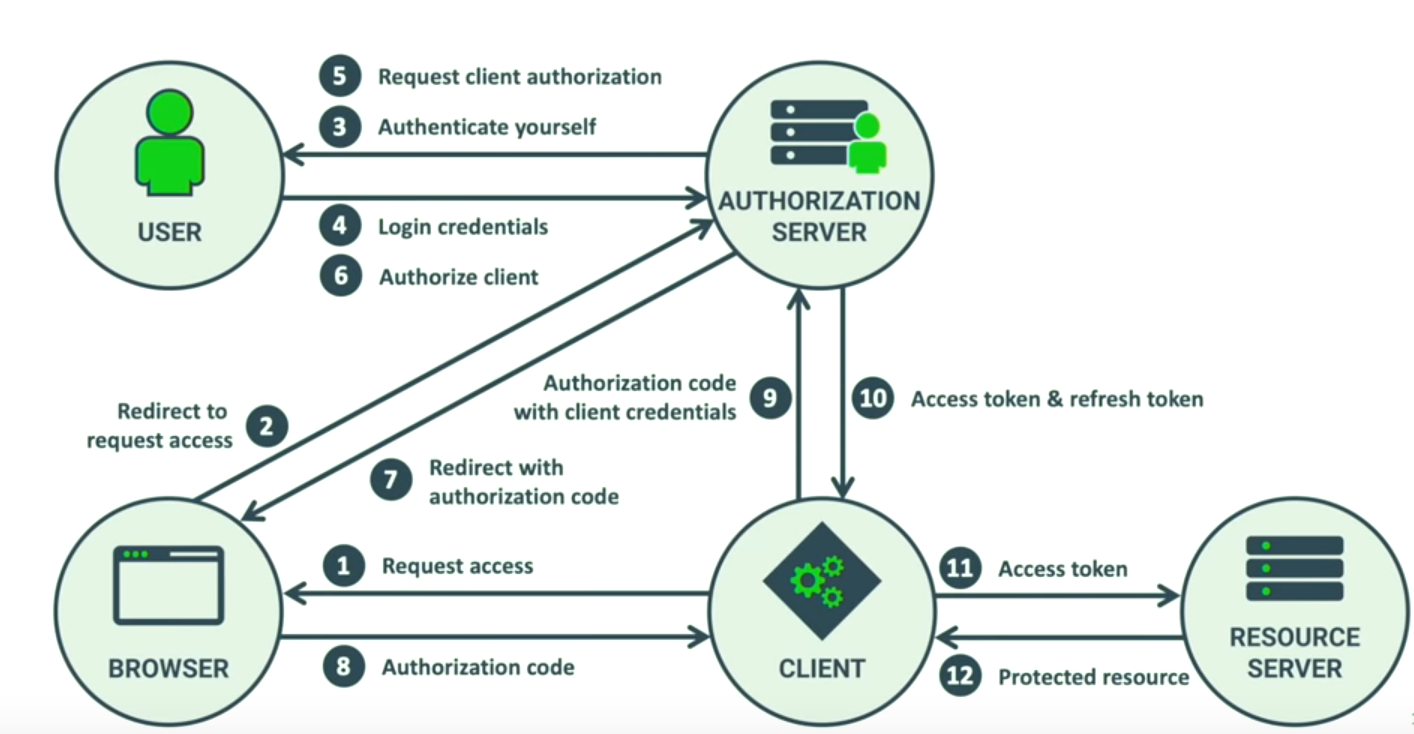 5 Request client authorization
3 Authenticate yourself
USER
AUTHORIZATION
SERVER
4 Login credentials
6 Authorize client
Redirect to
request access
2
7
Redirect with
authorization code
Authorization code
with client credentials
9
10 Access token & refresh token
1 Request access
BROWSER
8 Authorization code
CLIENT
11 Access token
12 Protected resource
RESOURCE
SERVER